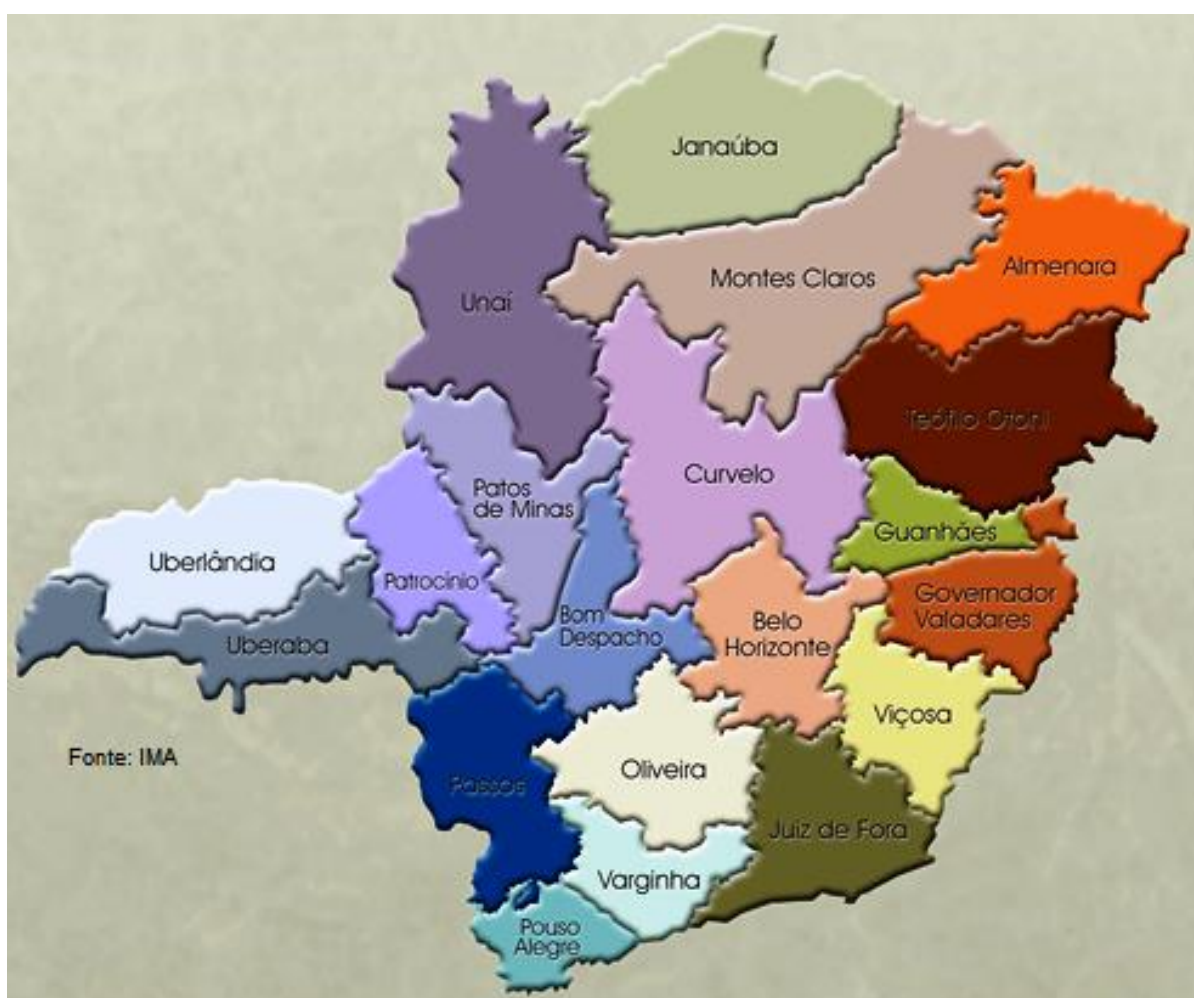 Janaúba
Montes Claros
Almenara
Unaí
Teófilo Otoni
Curvelo
Patos
de Minas
Guanhães
Uberlândia
Patrocínio
Governador
Valadares
Bom
Despacho
Belo
Horizonte
Uberaba
Viçosa
Fonte: IMA
Oliveira
Passos
Juiz de Fora
Varginha
Pouso
Alegre